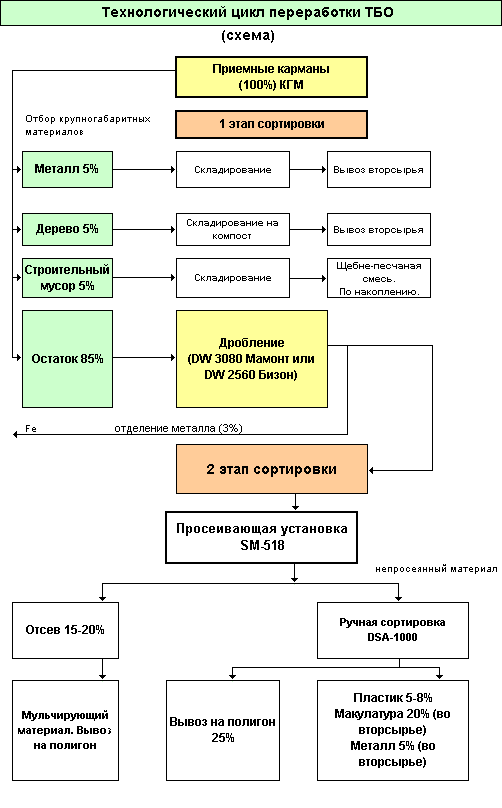 Технологический цикл переработки ТБО
(схема)
Приемные карманы
(100%) КГМ
Отбор крупногабаритных
материалов
1 этап сортировки
Металл 5%
Складирование
Вывоз вторсырья
Дерево 5%
Складирование на
компост
Вывоз вторсырья
Строительный
мусор 5%
Складирование
Щебне-песчаная
смесь.
По накоплению.
Остаток 85%
Дробление
(DW 3080 Мамонт или
DW 2560 Бизон)
Fe
отделение металла (3%)
2 этап сортировки
Просеивающая установка
SM-518
непросеянный материал
Отсев 15-20%
Ручная сортировка
DSA-1000
Мульчирующий
материал. Вывоз
на полигон
Вывоз на полигон
25%
Пластик 5-8%
Макулатура 20% (во
вторсырье)
Металл 5% (во
вторсырье)